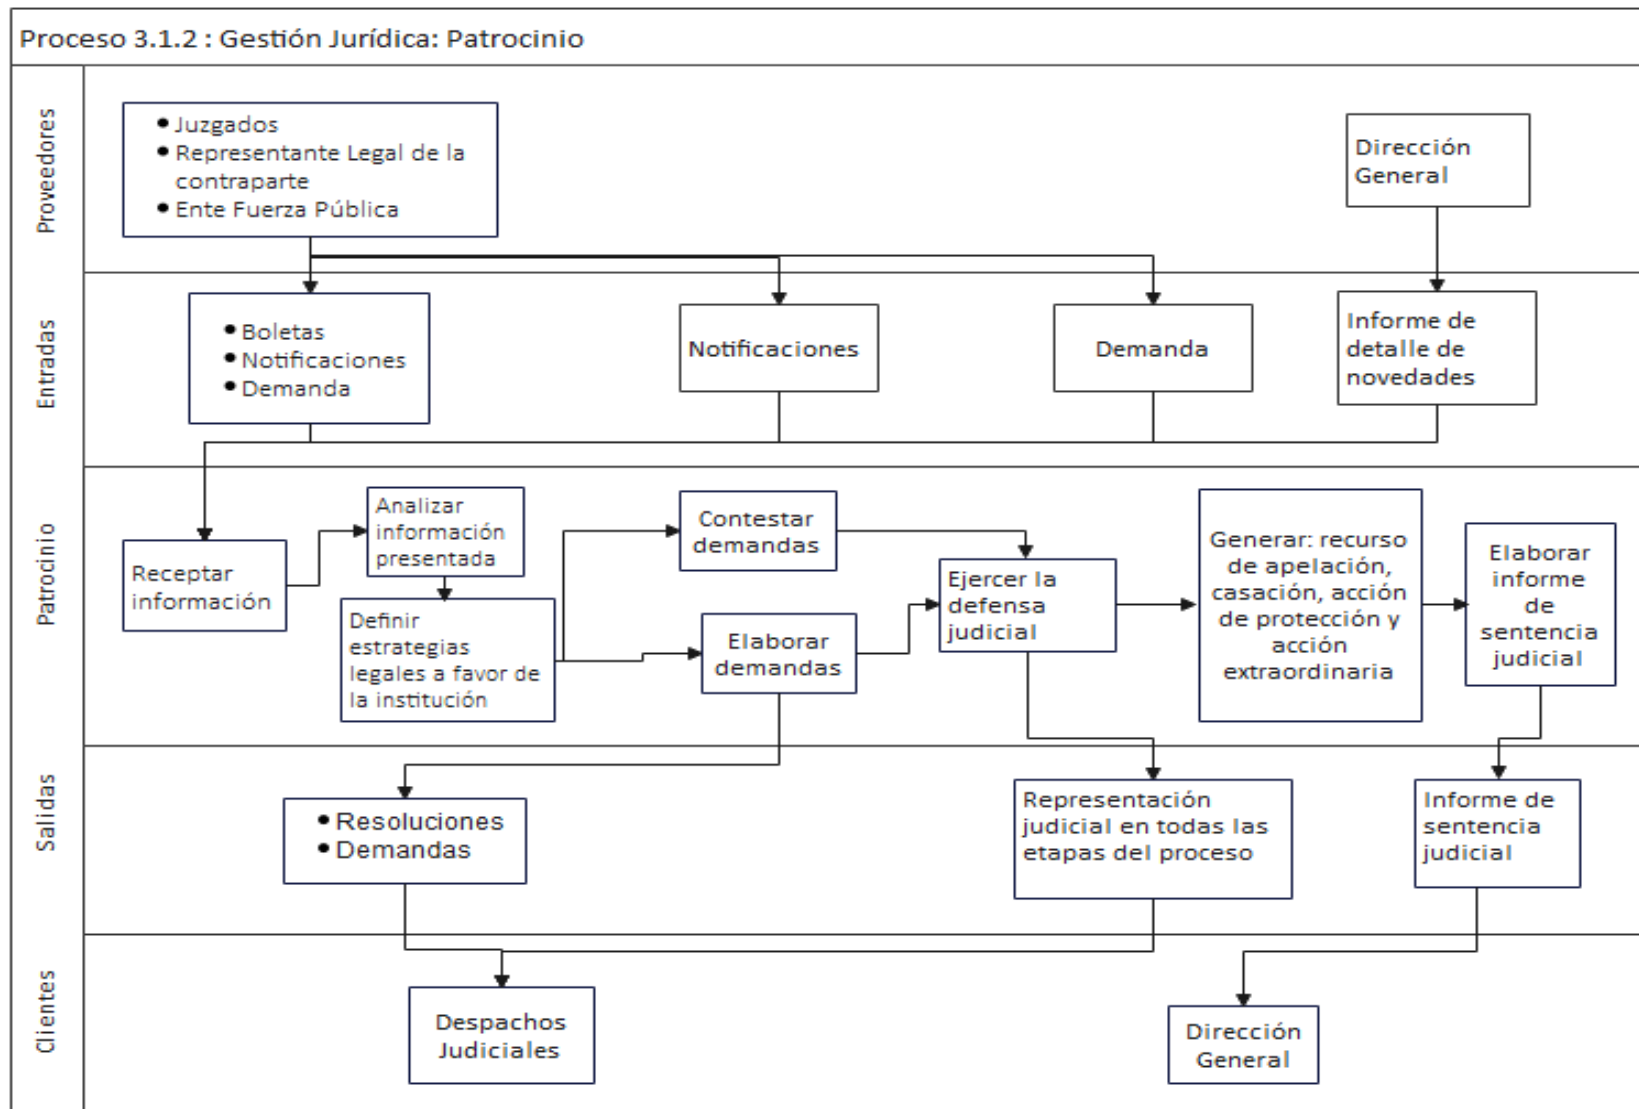 Proceso 3.1.2 : Gestión Jurídica: Patrocinio
Proveedores
• Juzgados
• Representante Legal de la
contraparte
• Ente Fuerza Pública
Dirección
General
Entradas
• Boletas
• Notificaciones
• Demanda
Notificaciones
Demanda
Informe de
detalle de
novedades
Patrocinio
Receptar
información
Analizar
información
presentada
Definir
estrategias
legales a favor de
la institución
Contestar
demandas
Elaborar
demandas
Ejercer la
defensa
judicial
Generar: recurso
de apelación,
casación, acción
de protección y
acción
extraordinaria
Elaborar
informe
de
sentencia
judicial
Salidas
• Resoluciones
• Demandas
Representación
judicial en todas las
etapas del proceso
Informe de
sentencia
judicial
Clientes
Despachos
Judiciales
Dirección
General